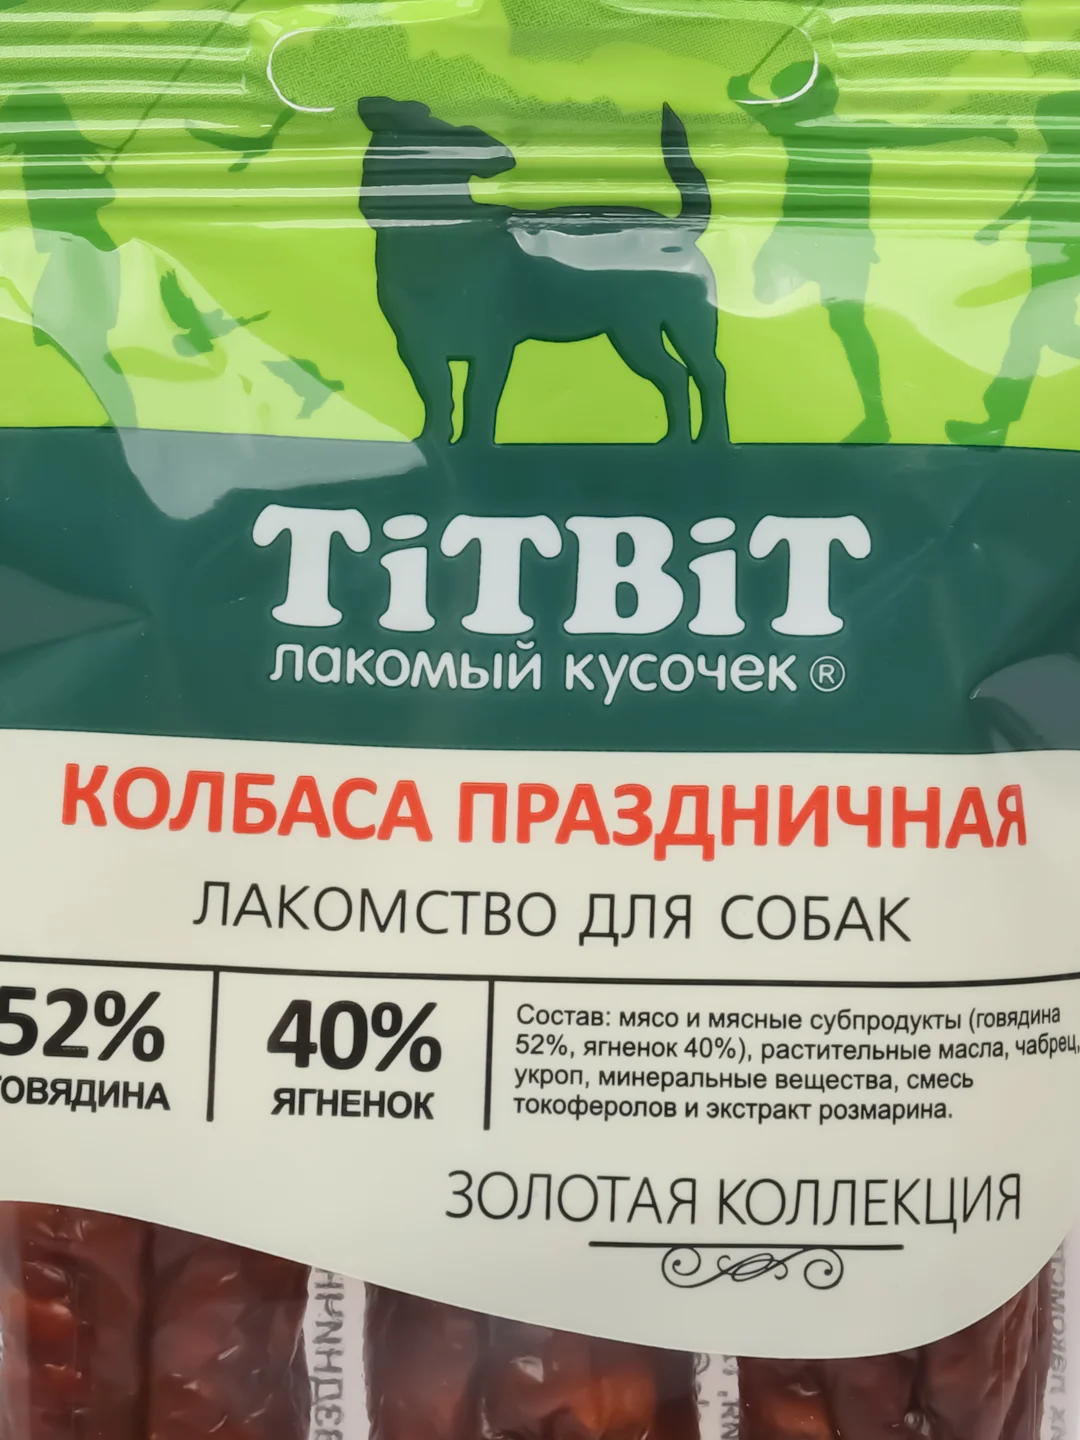 TiTBiT
лакомый кусочек ®
КОЛБАСА ПРАЗДНИЧНАЯ
ЛАКОМСТВО ДЛЯ СОБАК
52%
ГОВЯДИНА
40%
ЯГНЕНОК
Состав: мясо и мясные субпродукты (говядина
52%, ягненок 40%), растительные масла, чабрец,
укроп, минеральные вещества, смесь
токоферолов и экстракт розмарина.
ЗОЛОТАЯ КОЛЛЕКЦИЯ